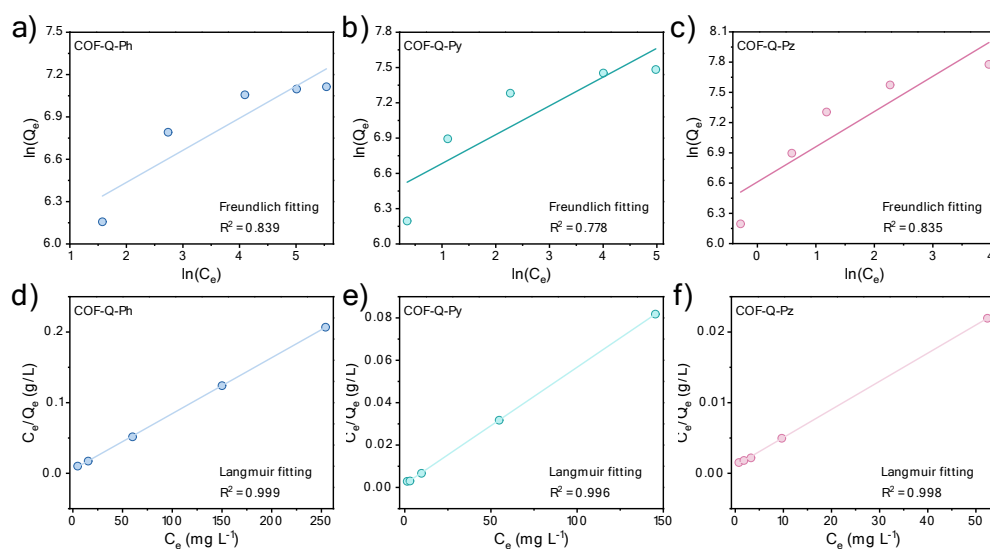 a)
COF-Q-Ph
7.5
7.2
6.9
6.6
6.3
6.0
ln(Qₑ)
Freundlich fitting
R² = 0.839
1 2 3 4 5
ln(Cₑ)
b)
COF-Q-Py
7.8
7.5
7.2
6.9
6.6
6.3
6.0
ln(Qₑ)
Freundlich fitting
R² = 0.778
1 2 3 4 5
ln(Cₑ)
c)
COF-Q-Pz
8.1
7.8
7.5
7.2
6.9
6.6
6.3
6.0
ln(Qₑ)
Freundlich fitting
R² = 0.835
0 1 2 3 4
ln(Cₑ)
d)
COF-Q-Ph
0.2
0.1
0.0
Cₑ/Qₑ (g/L)
Langmuir fitting
R² = 0.999
0 50 100 150 200 250
Cₑ (mg L⁻¹)
e)
COF-Q-Py
0.08
0.06
0.04
0.02
0.00
Cₑ/Qₑ (g/L)
Langmuir fitting
R² = 0.996
0 50 100 150
Cₑ (mg L⁻¹)
f)
COF-Q-Pz
0.02
0.01
0.00
Cₑ/Qₑ (g/L)
Langmuir fitting
R² = 0.998
0 10 20 30 40 50
Cₑ (mg L⁻¹)